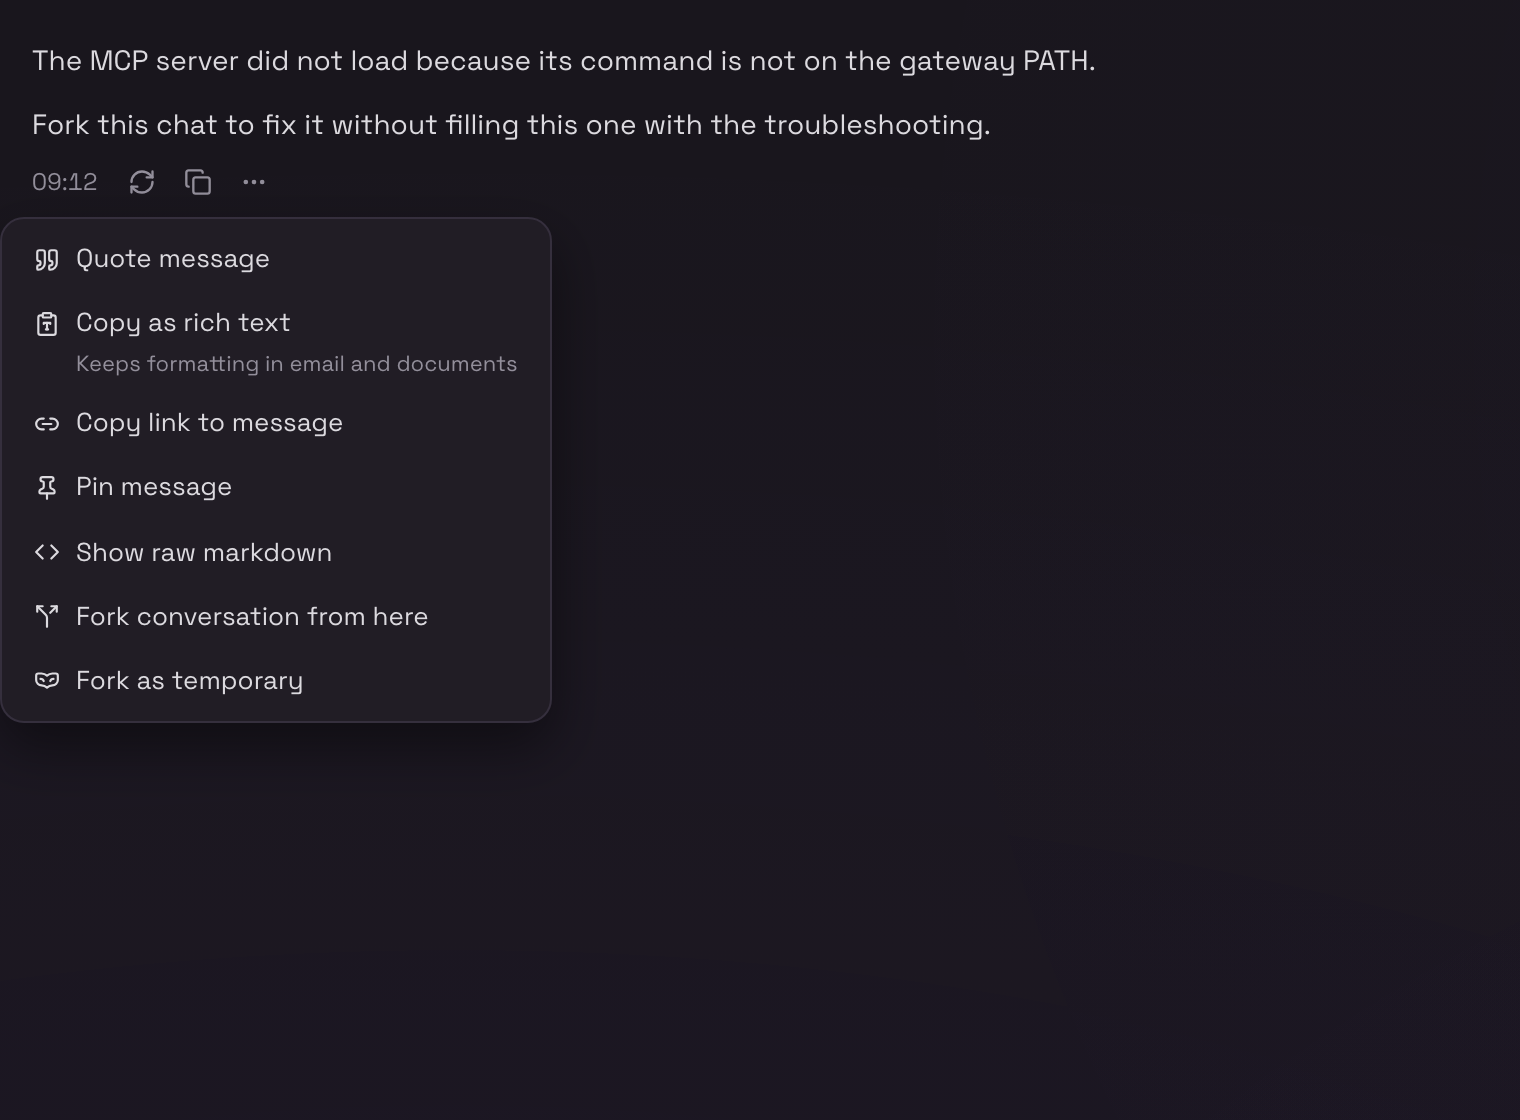 The MCP server did not load because its command is not on the gateway PATH.
Fork this chat to fix it without filling this one with the troubleshooting.
09:12
Quote message
Copy as rich text
Keeps formatting in email and documents
Copy link to message
Pin message
Show raw markdown
Fork conversation from here
Fork as temporary